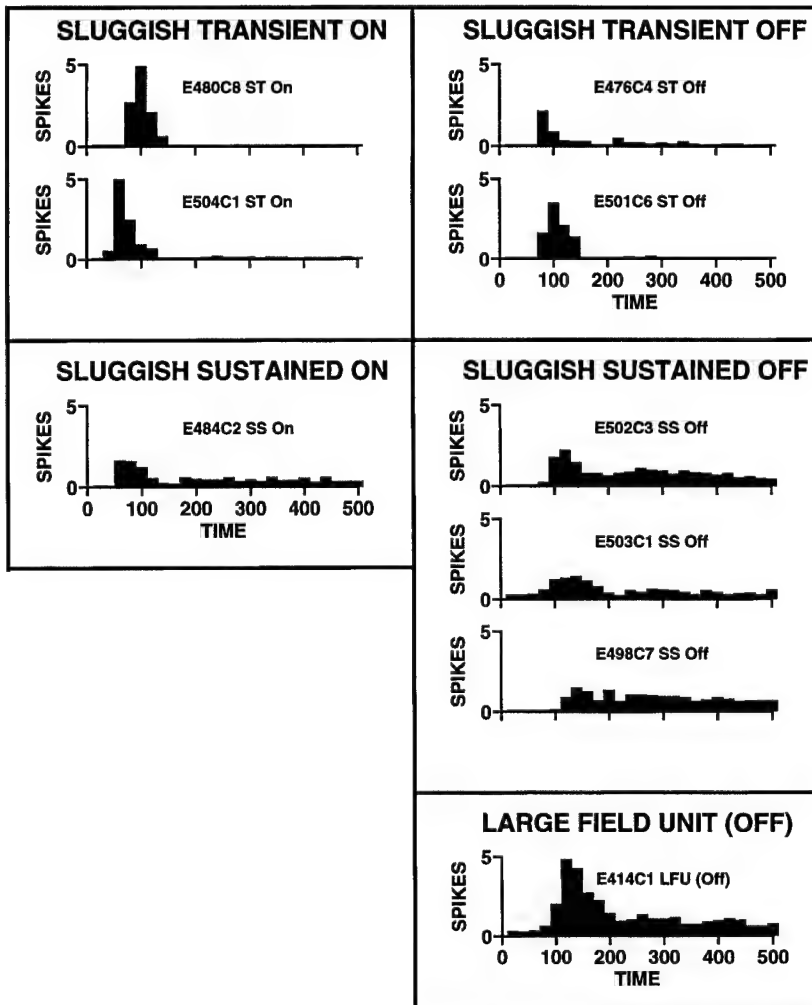 SLUGGISH TRANSIENT ON
5
SPIKES
0
E480C8 ST On
5
SPIKES
0
E504C1 ST On
SLUGGISH TRANSIENT OFF
5
SPIKES
0
E476C4 ST Off
5
SPIKES
0
E501C6 ST Off
0 100 200 300 400 500
TIME
SLUGGISH SUSTAINED ON
5
SPIKES
0
E484C2 SS On
0 100 200 300 400 500
TIME
SLUGGISH SUSTAINED OFF
5
SPIKES
0
E502C3 SS Off
5
SPIKES
0
E503C1 SS Off
5
SPIKES
0
E498C7 SS Off
LARGE FIELD UNIT (OFF)
5
SPIKES
0
E414C1 LFU (Off)
0 100 200 300 400 500
TIME